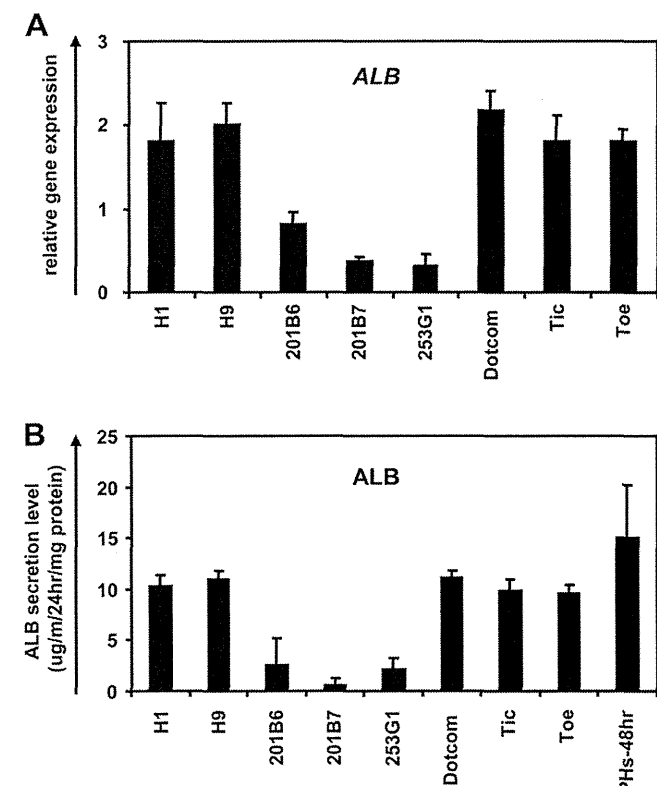 A
relative gene expression
3
2
1
0
ALB
H1
H9
201B6
201B7
253G1
Dotcom
Tic
Toe
B
ALB secretion level
(ug/m/24hr/mg protein)
25
20
15
10
5
0
ALB
H1
H9
201B6
201B7
253G1
Dotcom
Tic
Toe
PHs-48hr